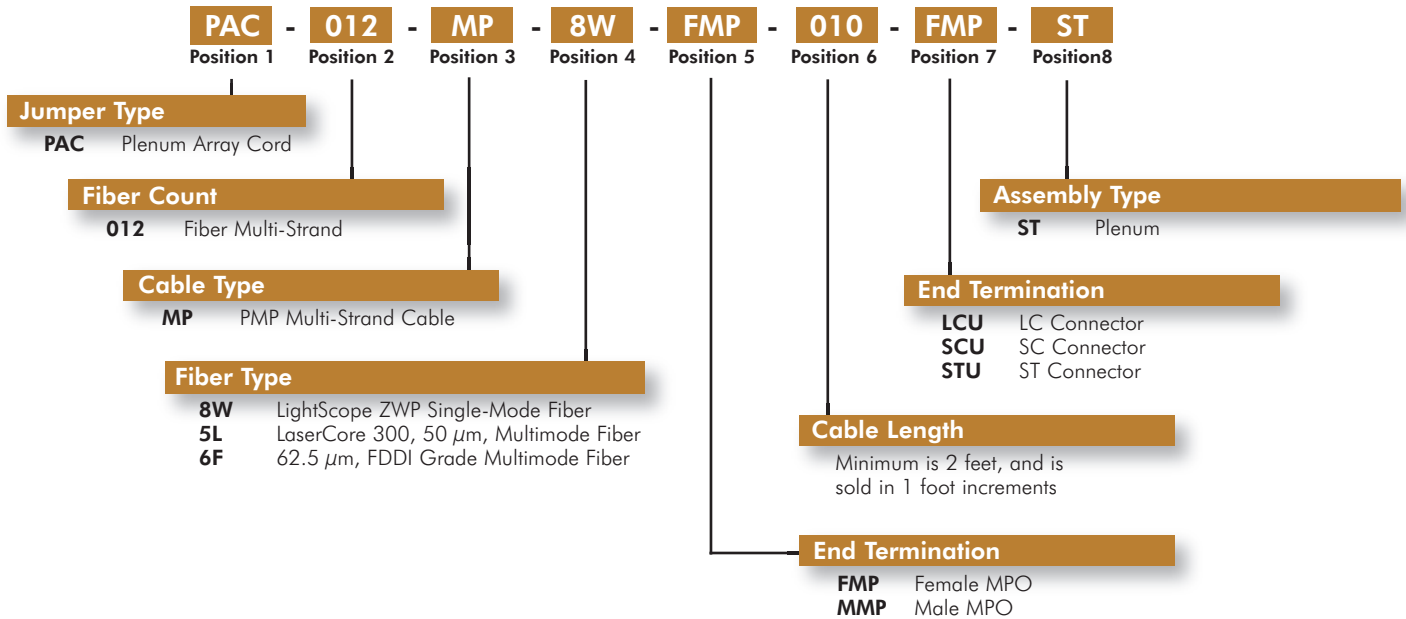 PAC - 012 - MP - 8W - FMP - 010 - FMP - ST
Position 1 Position 2 Position 3 Position 4 Position 5 Position 6 Position 7 Position8
Jumper Type
PAC Plenum Array Cord
Fiber Count
012 Fiber Multi-Strand
Cable Type
MP PMP Multi-Strand Cable
Fiber Type
8W LightScope ZWP Single-Mode Fiber
5L LaserCore 300, 50 µm, Multimode Fiber
6F 62.5 µm, FDDI Grade Multimode Fiber
Assembly Type
ST Plenum
End Termination
LCU LC Connector
SCU SC Connector
STU ST Connector
Cable Length
Minimum is 2 feet, and is
sold in 1 foot increments
End Termination
FMP Female MPO
MMP Male MPO